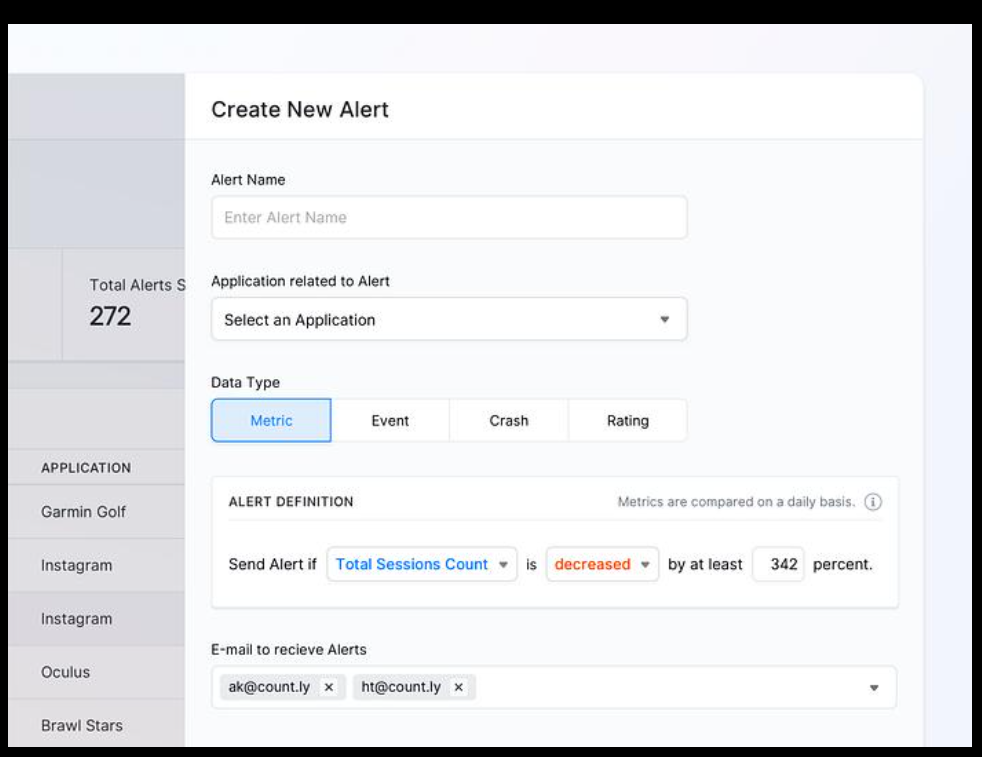 Create New Alert
Alert Name
Enter Alert Name
Total Alerts S
272
Application related to Alert
Select an Application
Data Type
Metric Event Crash Rating
APPLICATION
Garmin Golf
Instagram
Instagram
Oculus
Brawl Stars
ALERT DEFINITION Metrics are compared on a daily basis.
Send Alert if Total Sessions Count is decreased by at least 342 percent.
E-mail to recieve Alerts
ak@count.ly × ht@count.ly ×